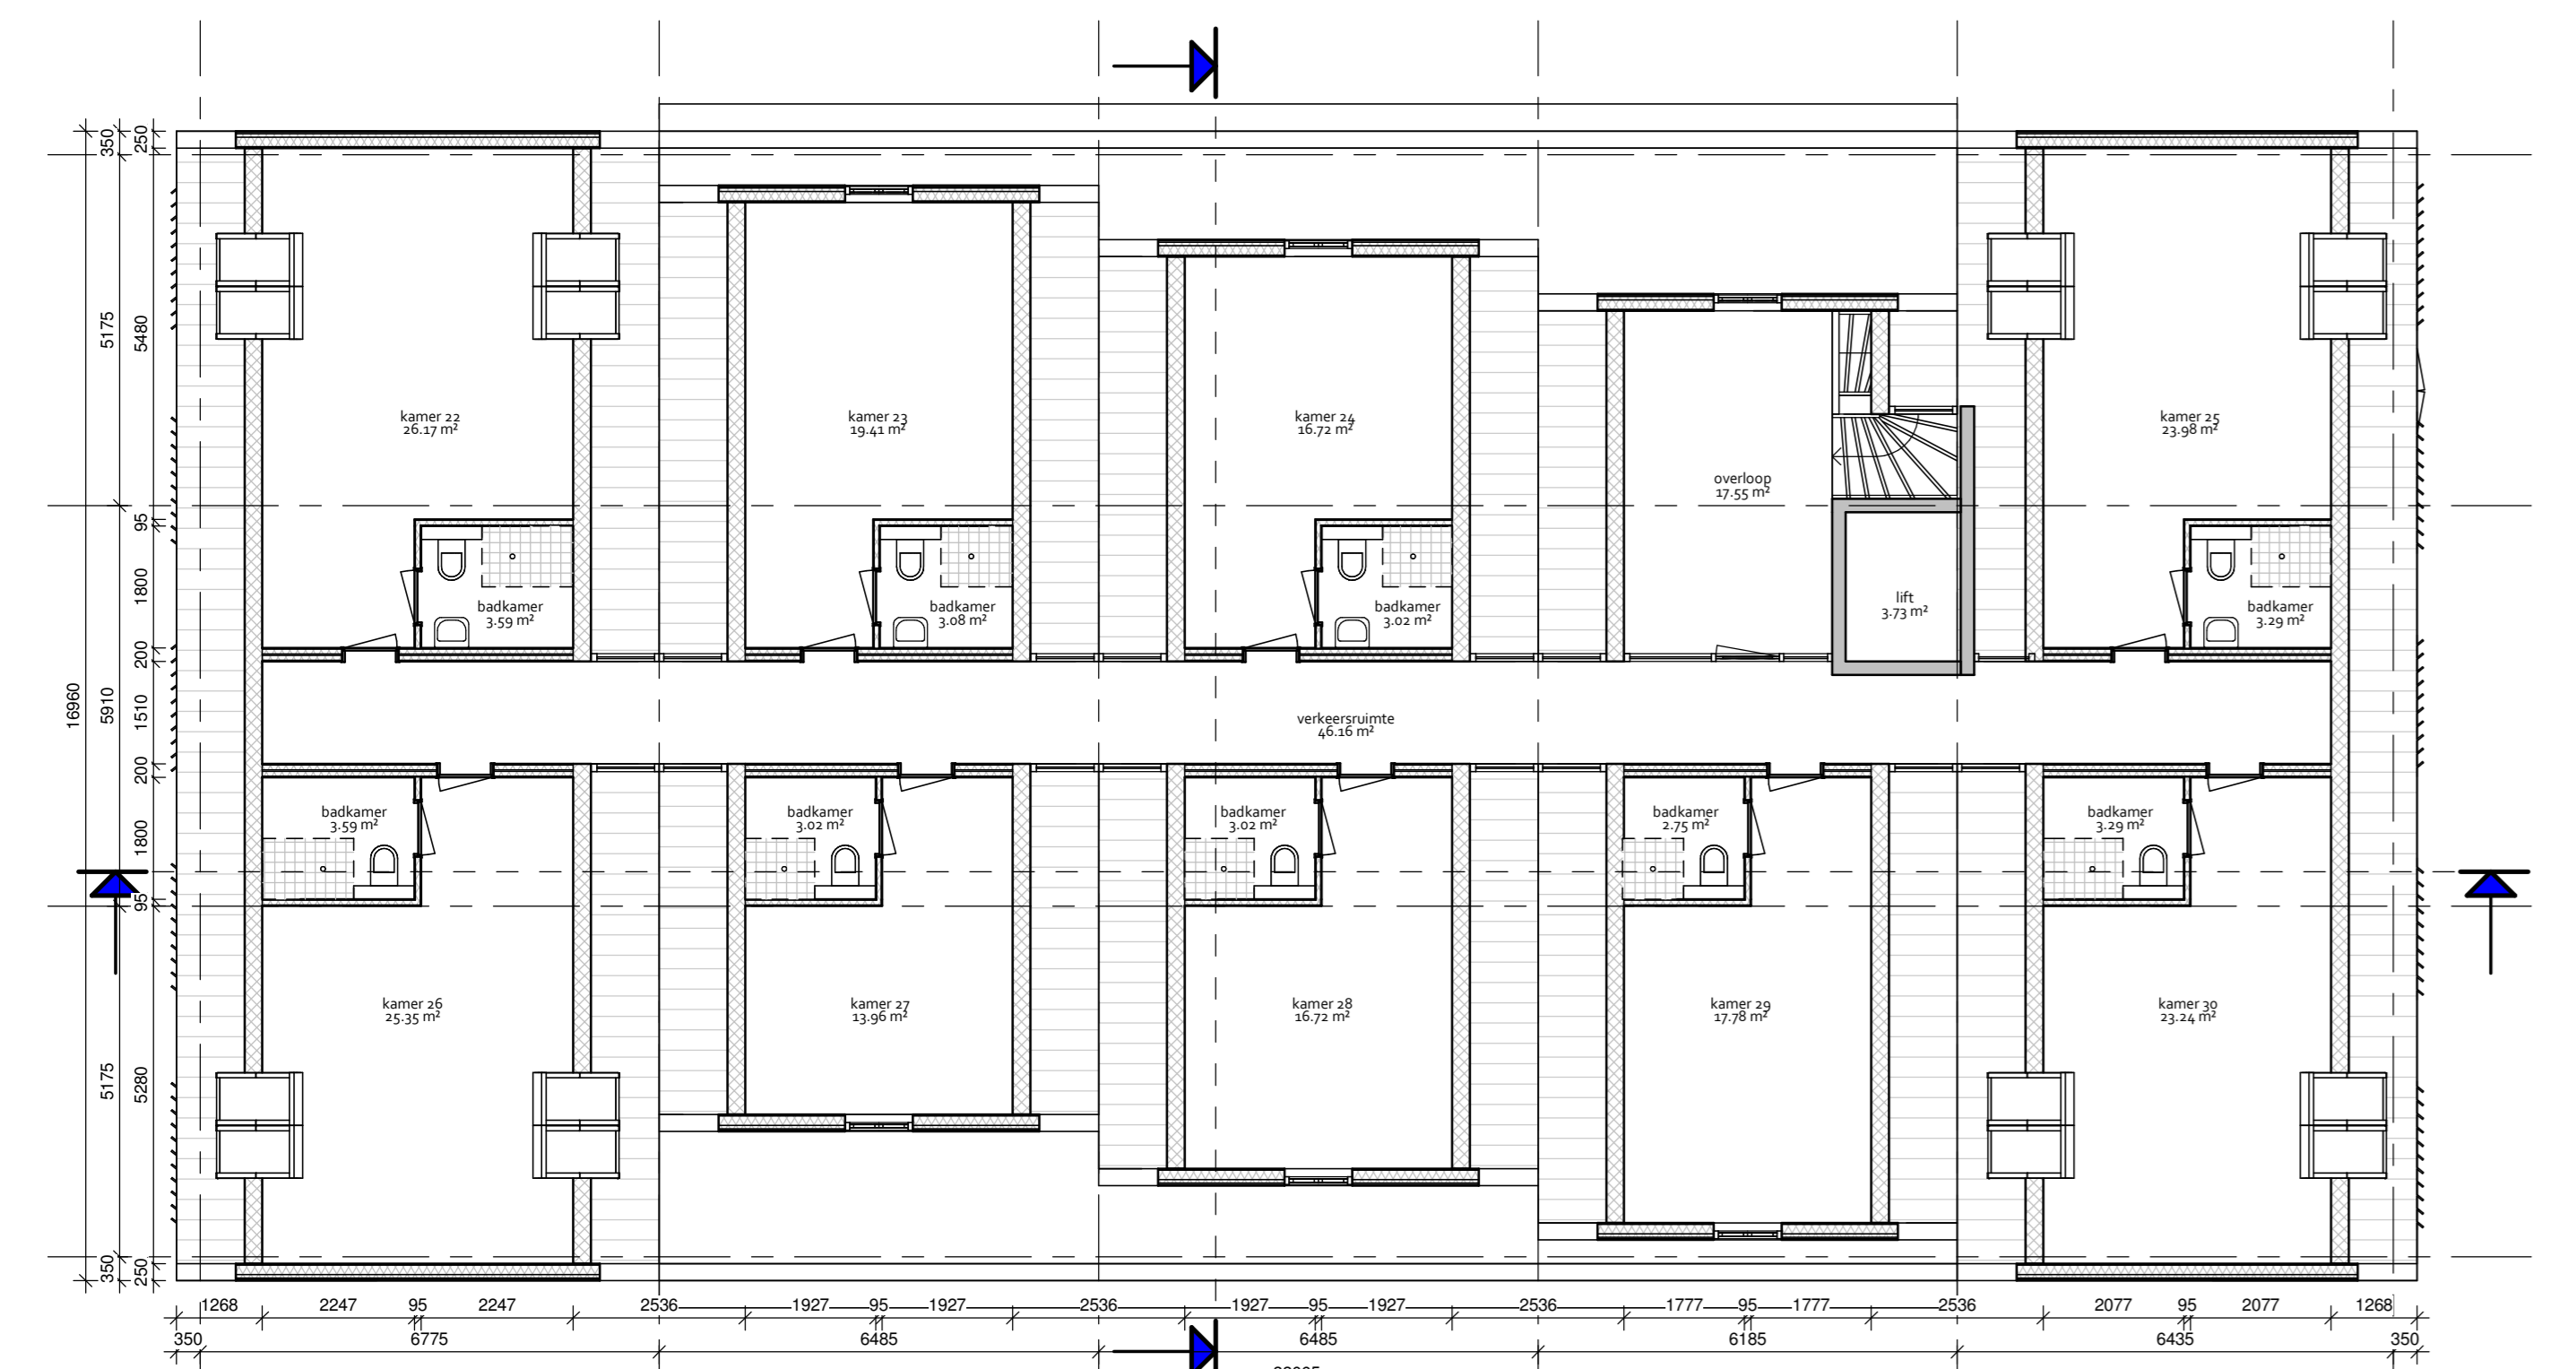 350
250
5175
5480
95
1800
200
16960
5910
1510
200
1800
95
5175
5280
350
250
kamer 22
26.17 m²
kamer 23
19.41 m²
kamer 24
16.72 m²
overloop
17.55 m²
kamer 25
23.98 m²
badkamer
3.59 m²
badkamer
3.08 m²
badkamer
3.02 m²
lift
3.73 m²
badkamer
3.29 m²
verkeersruimte
46.16 m²
badkamer
3.59 m²
badkamer
3.02 m²
badkamer
3.02 m²
badkamer
2.75 m²
badkamer
3.29 m²
kamer 26
25.35 m²
kamer 27
13.96 m²
kamer 28
16.72 m²
kamer 29
17.78 m²
kamer 30
23.24 m²
1268 2247 95 2247 2536 1927 95 1927 2536 1927 95 1927 2536 1777 95 1777 2536 2077 95 2077 1268
350 6775 6485 6485 6185 6435 350